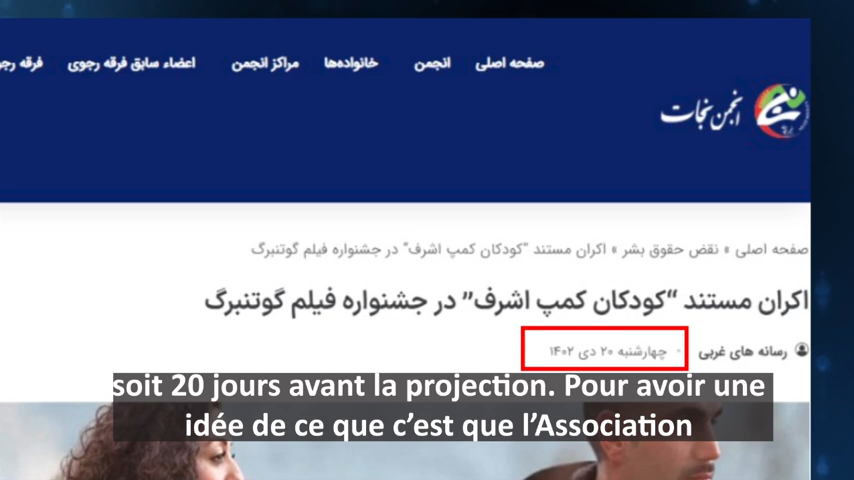 صفحه اصلی انجمن خانواده‌ها مراکز انجمن اعضاء سابق فرقه رجوی فرقه
انجمن نجات
صفحه اصلی » نقض حقوق بشر » اکران مستند "کودکان کمپ اشرف" در جشنواره فیلم گوتنبرگ
اکران مستند “کودکان کمپ اشرف” در جشنواره فیلم گوتنبرگ
رسانه های غربی - چهارشنبه ۲۰ دی ۱۴۰۲
soit 20 jours avant la projection. Pour avoir une
idée de ce que c’est que l’Association